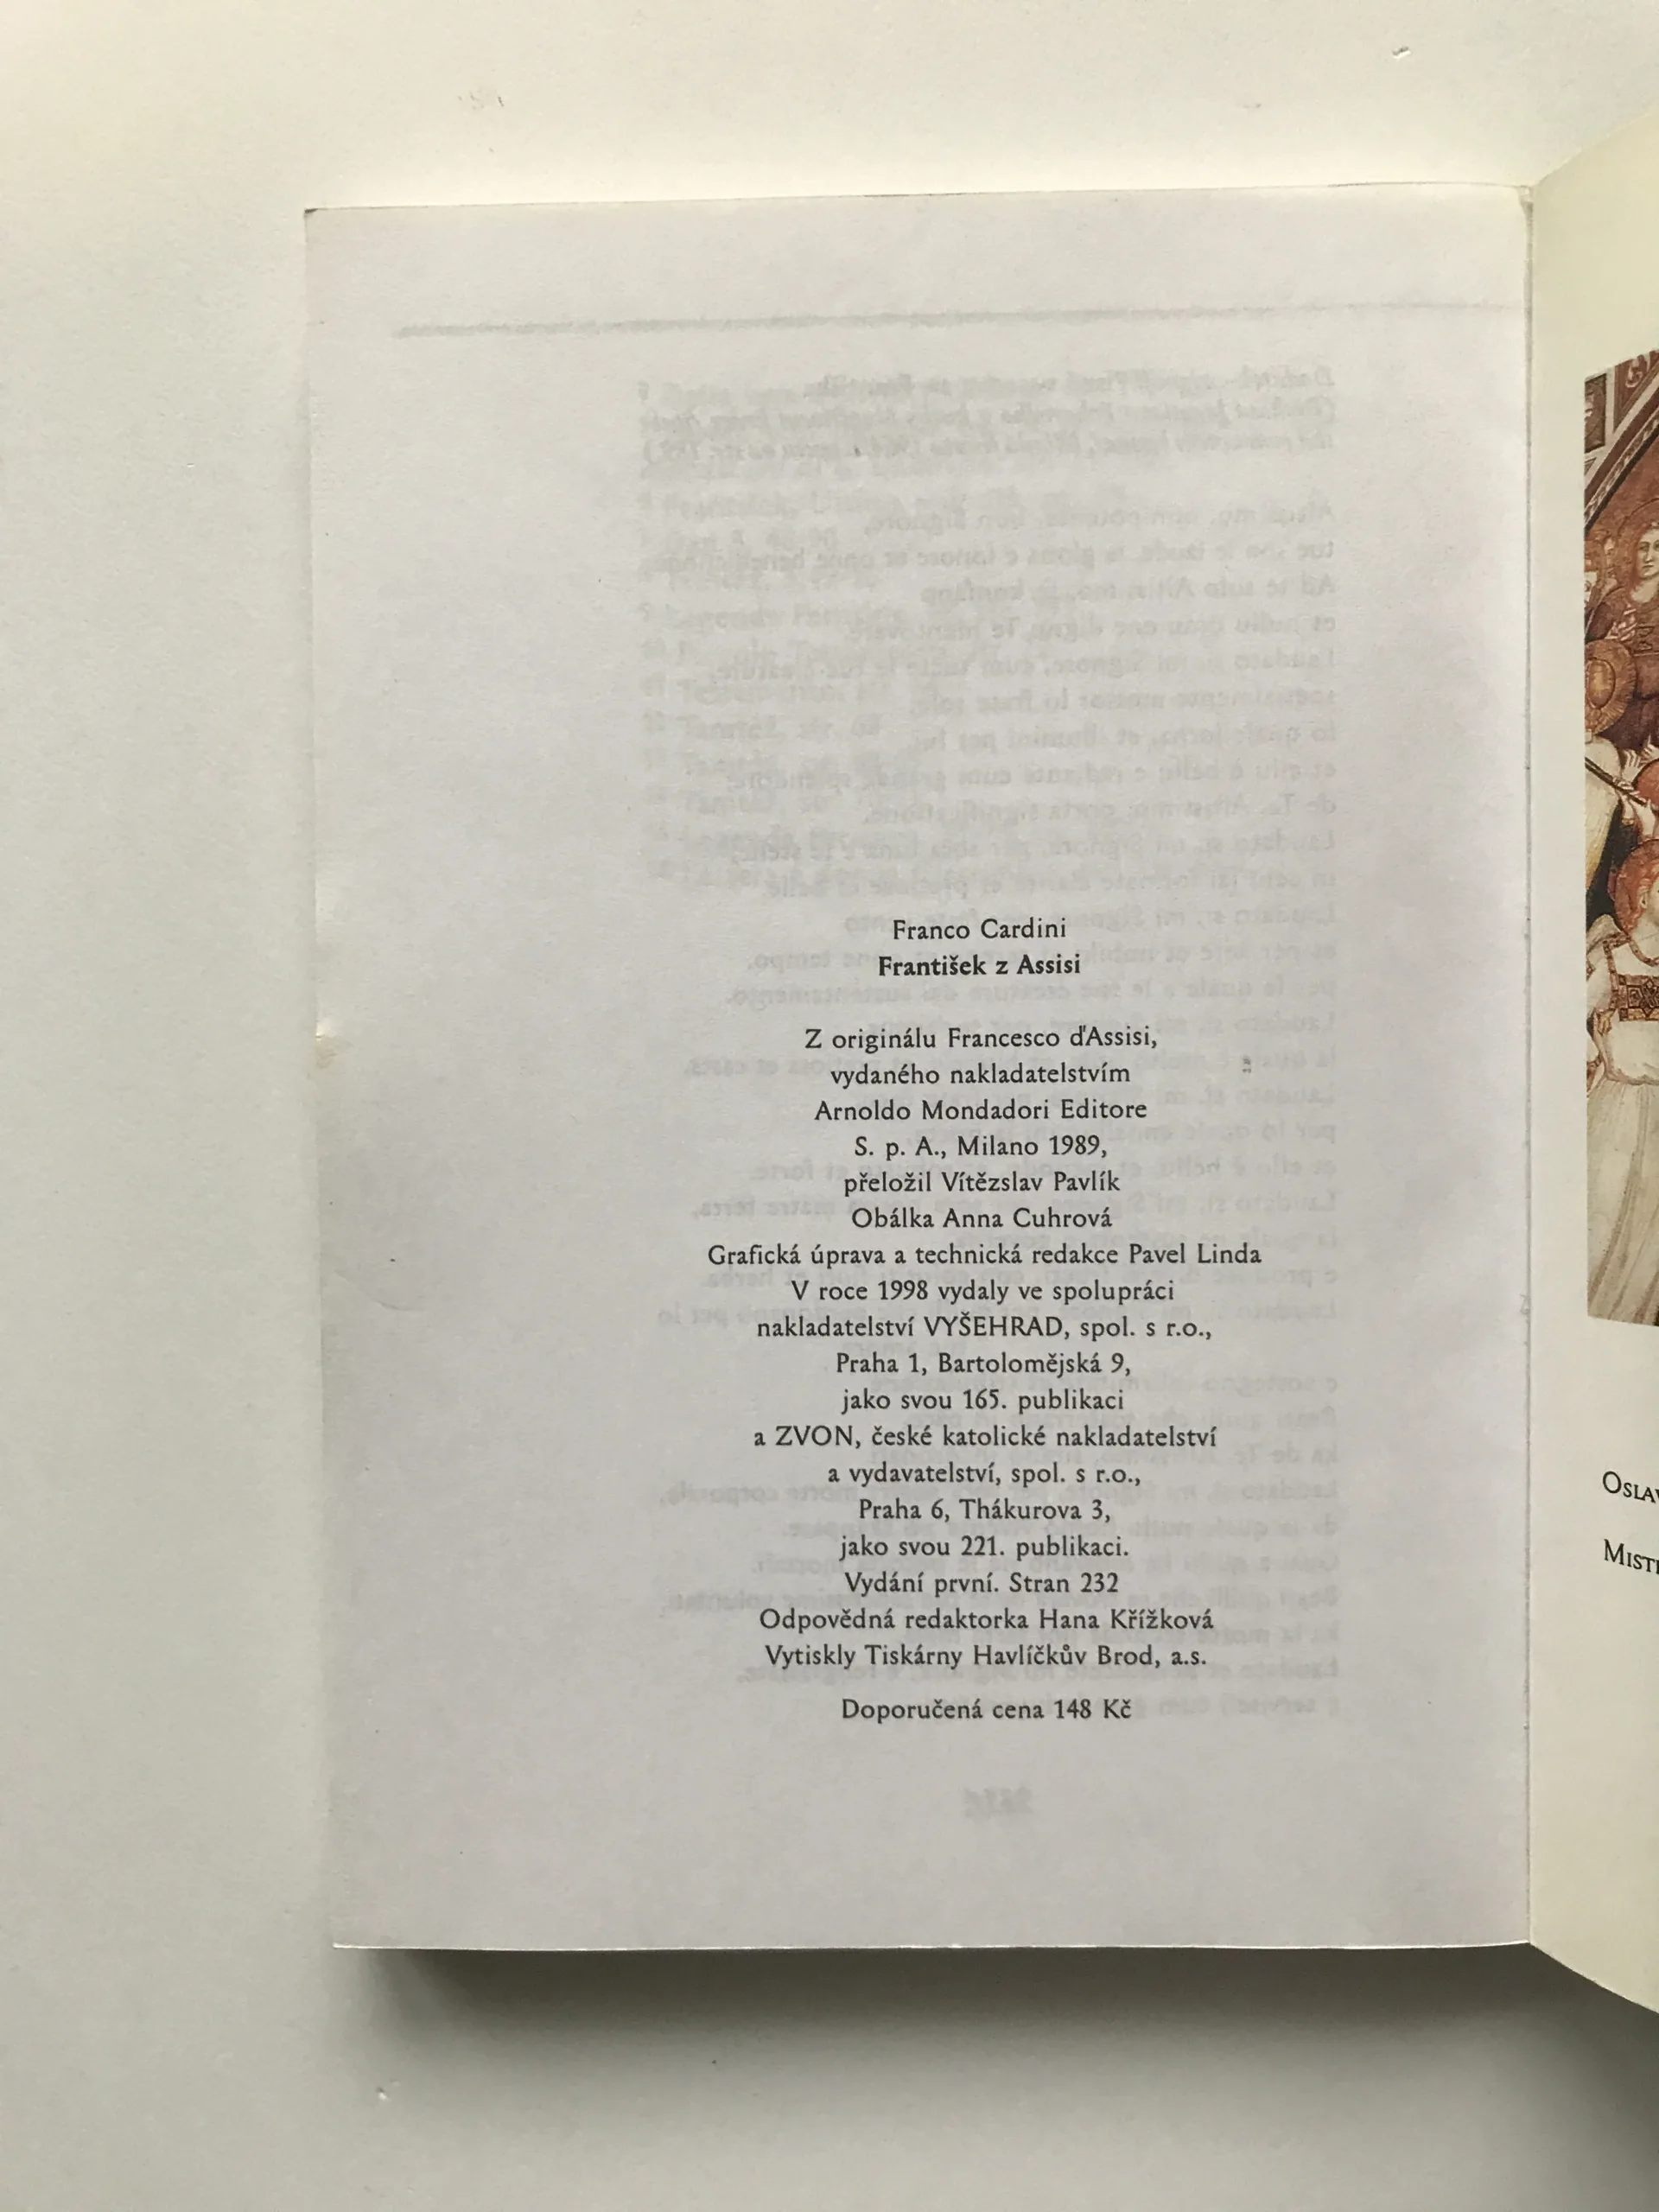 Franco Cardini
František z Assisi
Z originálu Francesco ďAssisi,
vydaného nakladatelstvím
Arnoldo Mondadori Editore
S. p. A., Milano 1989,
přeložil Vítězslav Pavlík
Obálka Anna Cuhrová
Grafická úprava a technická redakce Pavel Linda
V roce 1998 vydaly ve spolupráci
nakladatelství VYŠEHRAD, spol. s r.o.,
Praha 1, Bartolomějská 9,
jako svou 165. publikaci
a ZVON, české katolické nakladatelství
a vydavatelství, spol. s r.o.,
Praha 6, Thákurova 3,
jako svou 221. publikaci.
Vydání první. Stran 232
Odpovědná redaktorka Hana Křížková
Vytiskly Tiskárny Havlíčkův Brod, a.s.
Doporučená cena 148 Kč